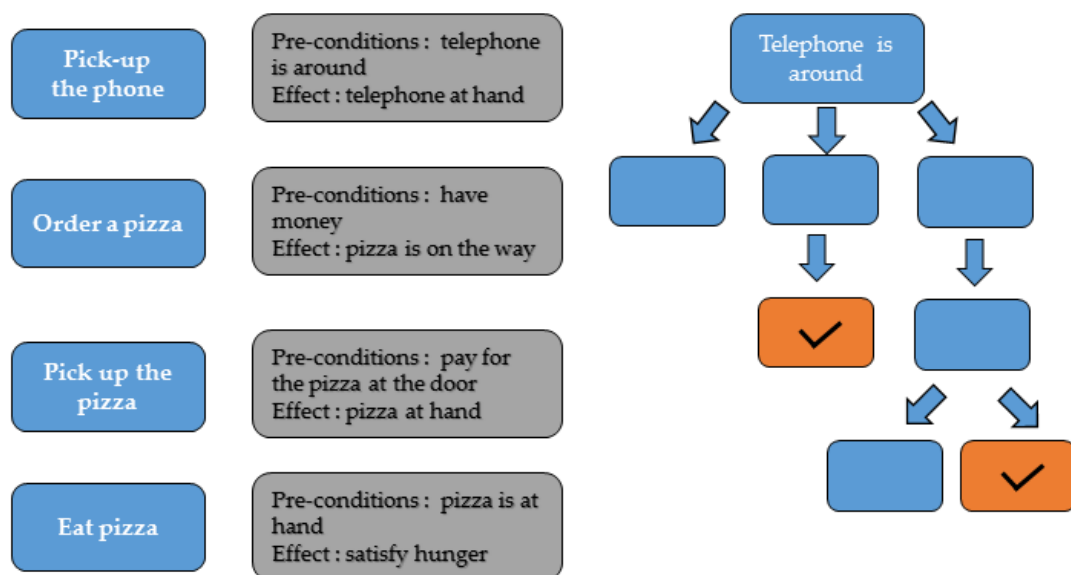 Pick-up
the phone
Pre-conditions : telephone
is around
Effect : telephone at hand
Order a pizza
Pre-conditions : have
money
Effect : pizza is on the way
Pick up the
pizza
Pre-conditions : pay for
the pizza at the door
Effect : pizza at hand
Eat pizza
Pre-conditions : pizza is at
hand
Effect : satisfy hunger
Telephone is
around